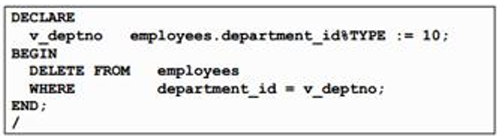 DECLARE
  v_deptno   employees.department_id%TYPE := 10;
BEGIN
  DELETE FROM   employees
  WHERE         department_id = v_deptno;
END;
/